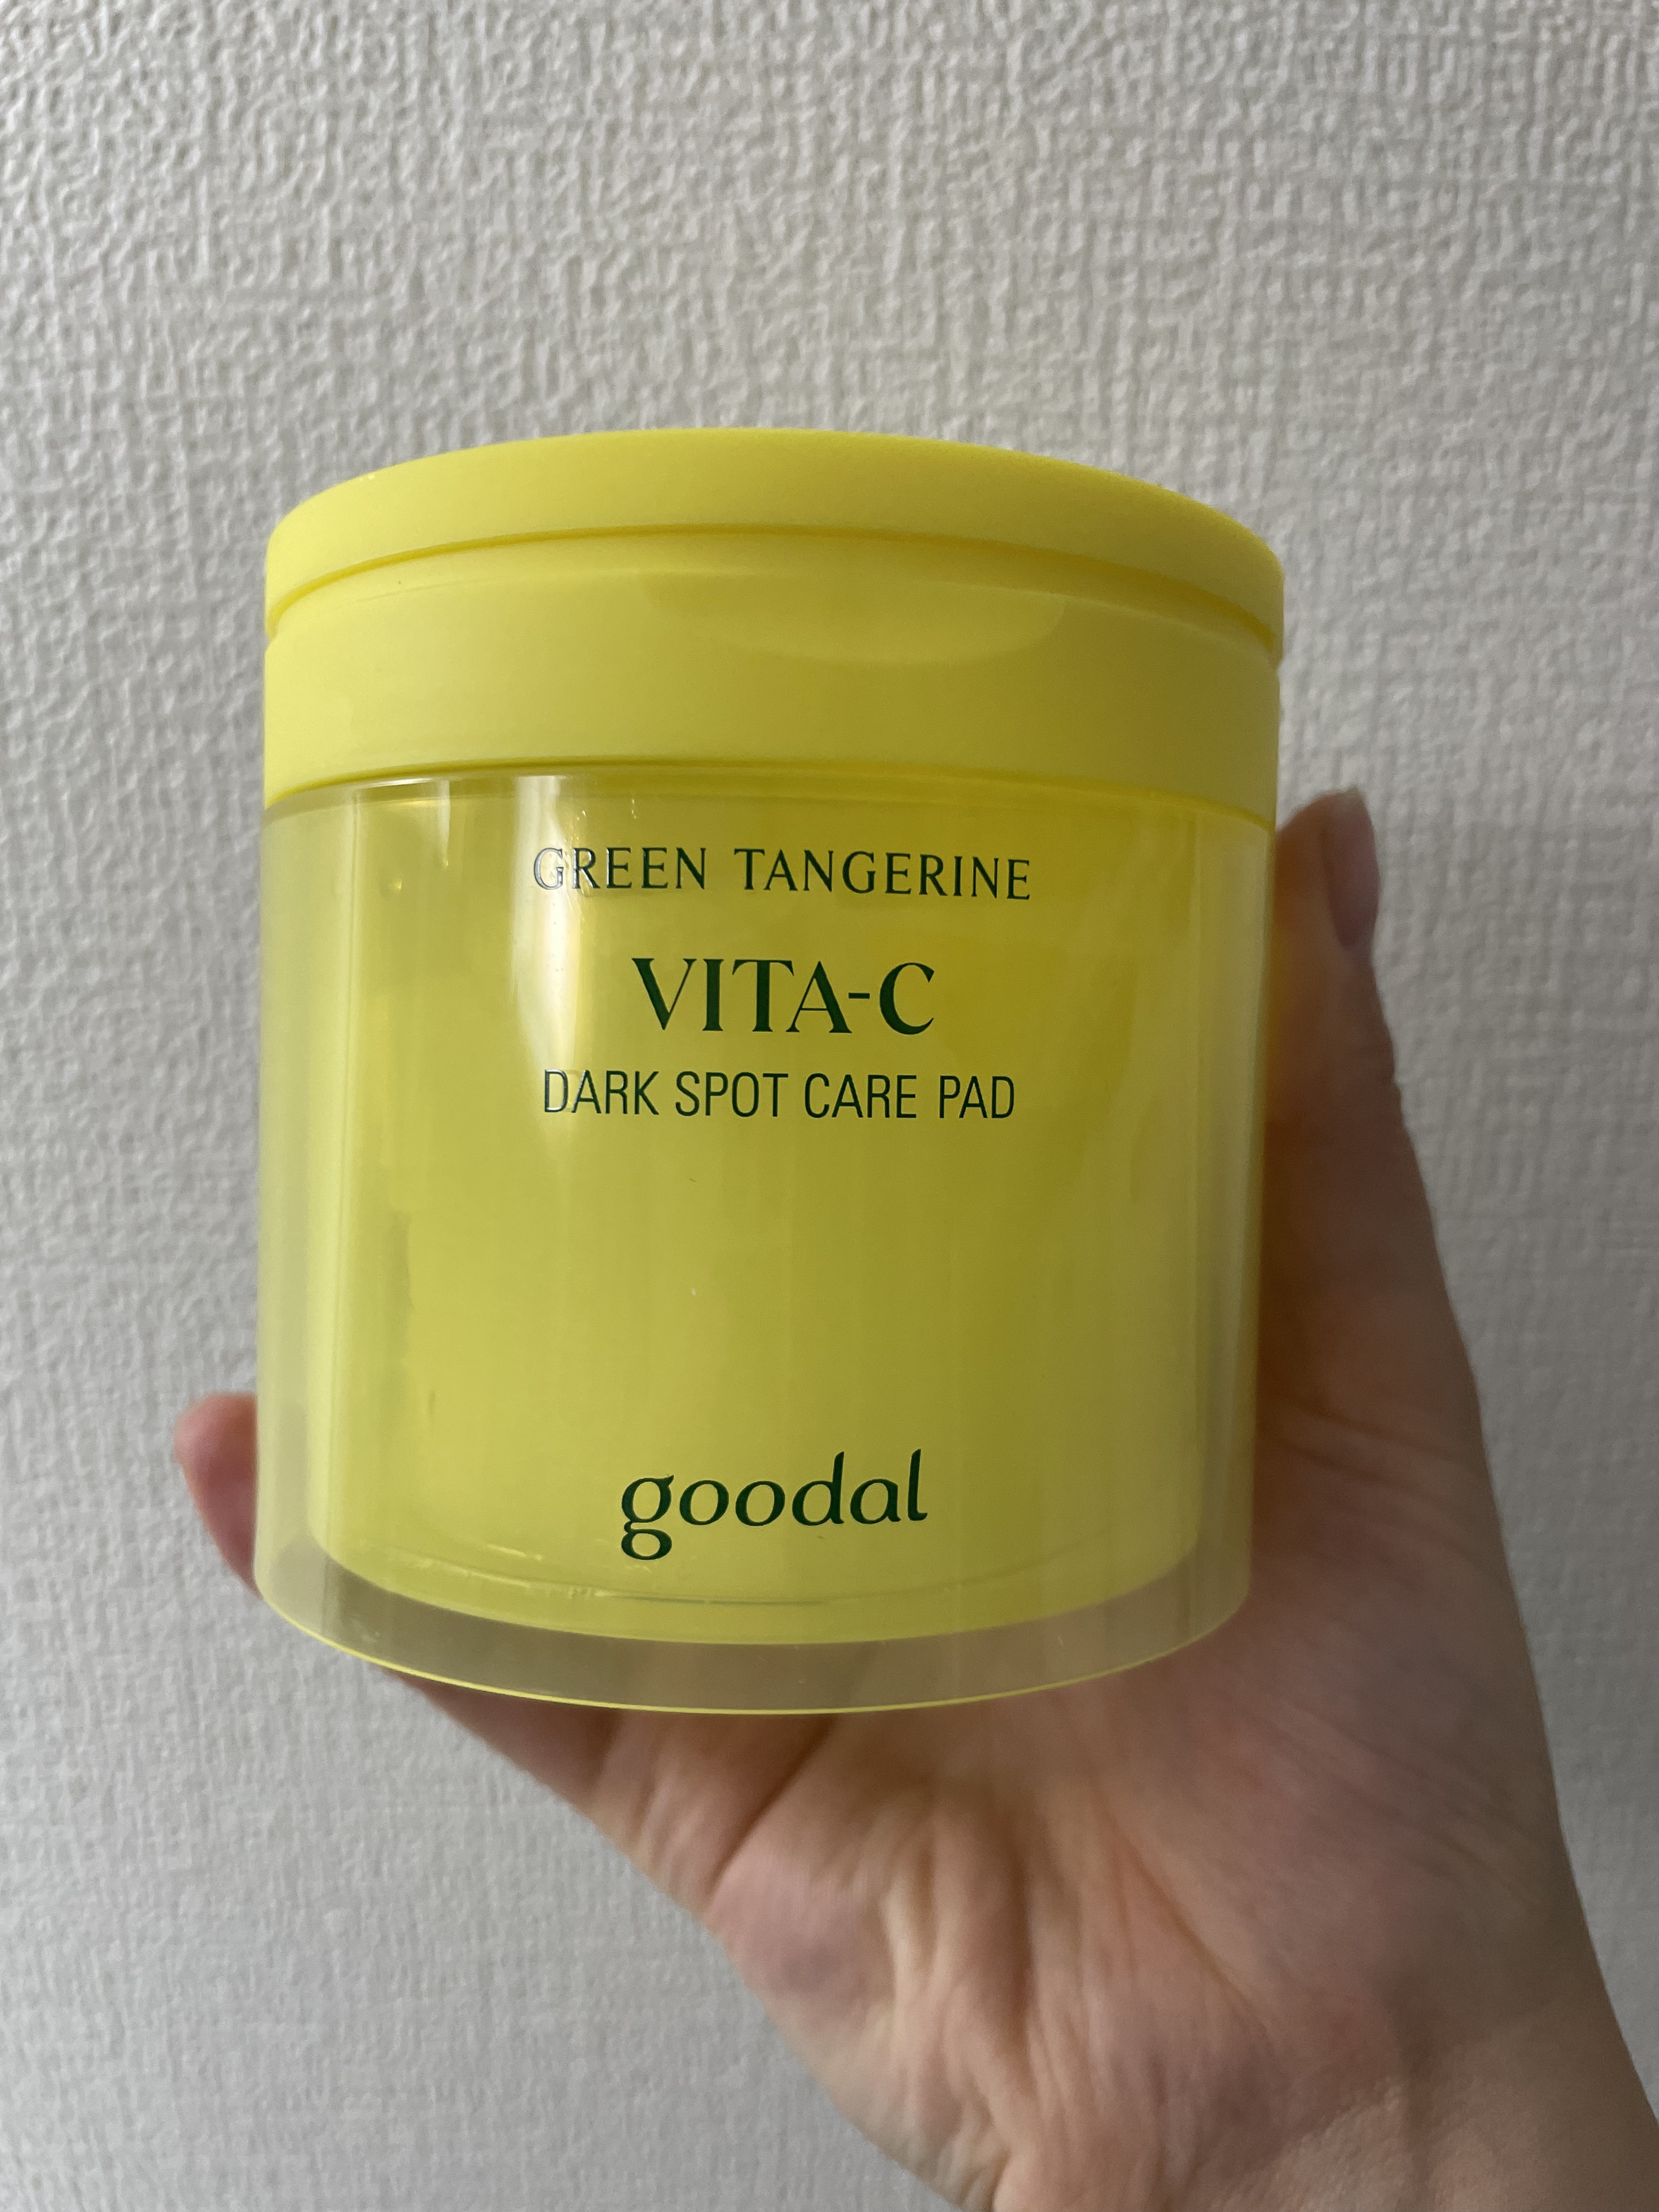 GREEN TANGERINE
VITA-C
DARK SPOT CARE PAD
goodal